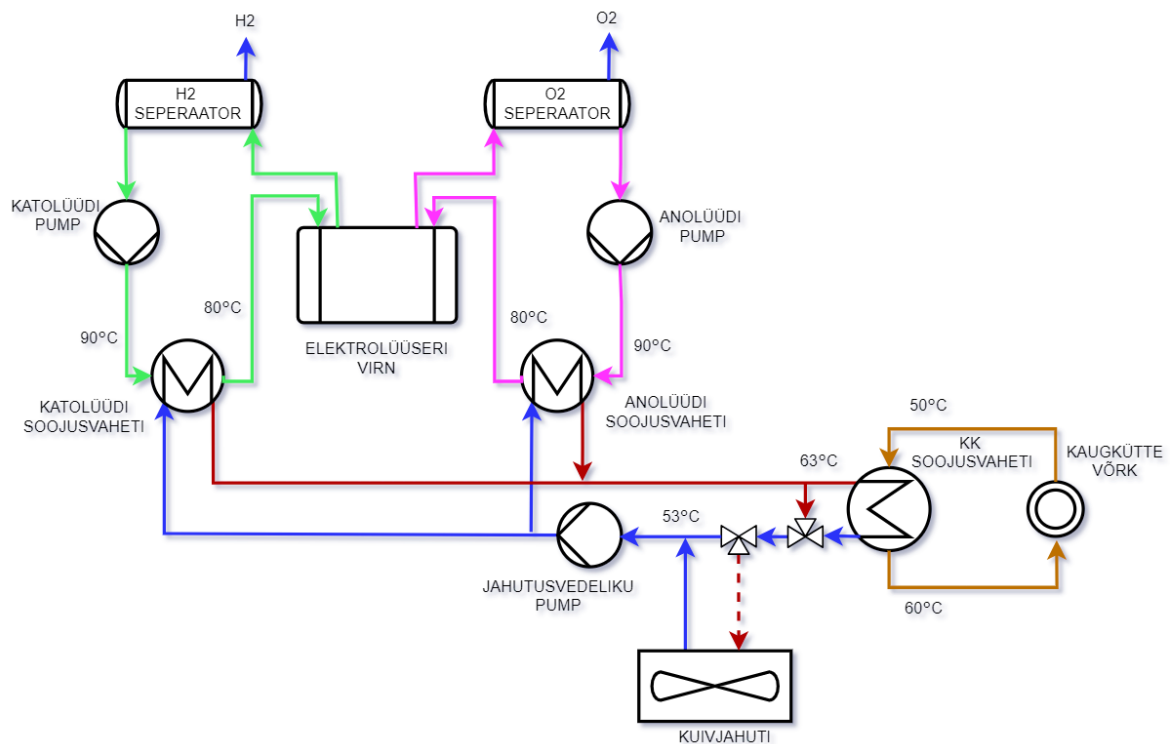 H2
O2
H2
SEPERAATOR
O2
SEPERAATOR
KATOLÜÜDI
PUMP
ANOLÜÜDI
PUMP
80°C
90°C
ELEKTROLÜÜSERI
VIRN
80°C
90°C
KATOLÜÜDI
SOOJUSVAHETI
ANOLÜÜDI
SOOJUSVAHETI
50°C
KK
SOOJUSVAHETI
KAUGKÜTTE
VÕRK
63°C
53°C
JAHUTUSVEDELIKU
PUMP
60°C
KUIVJAHUTI